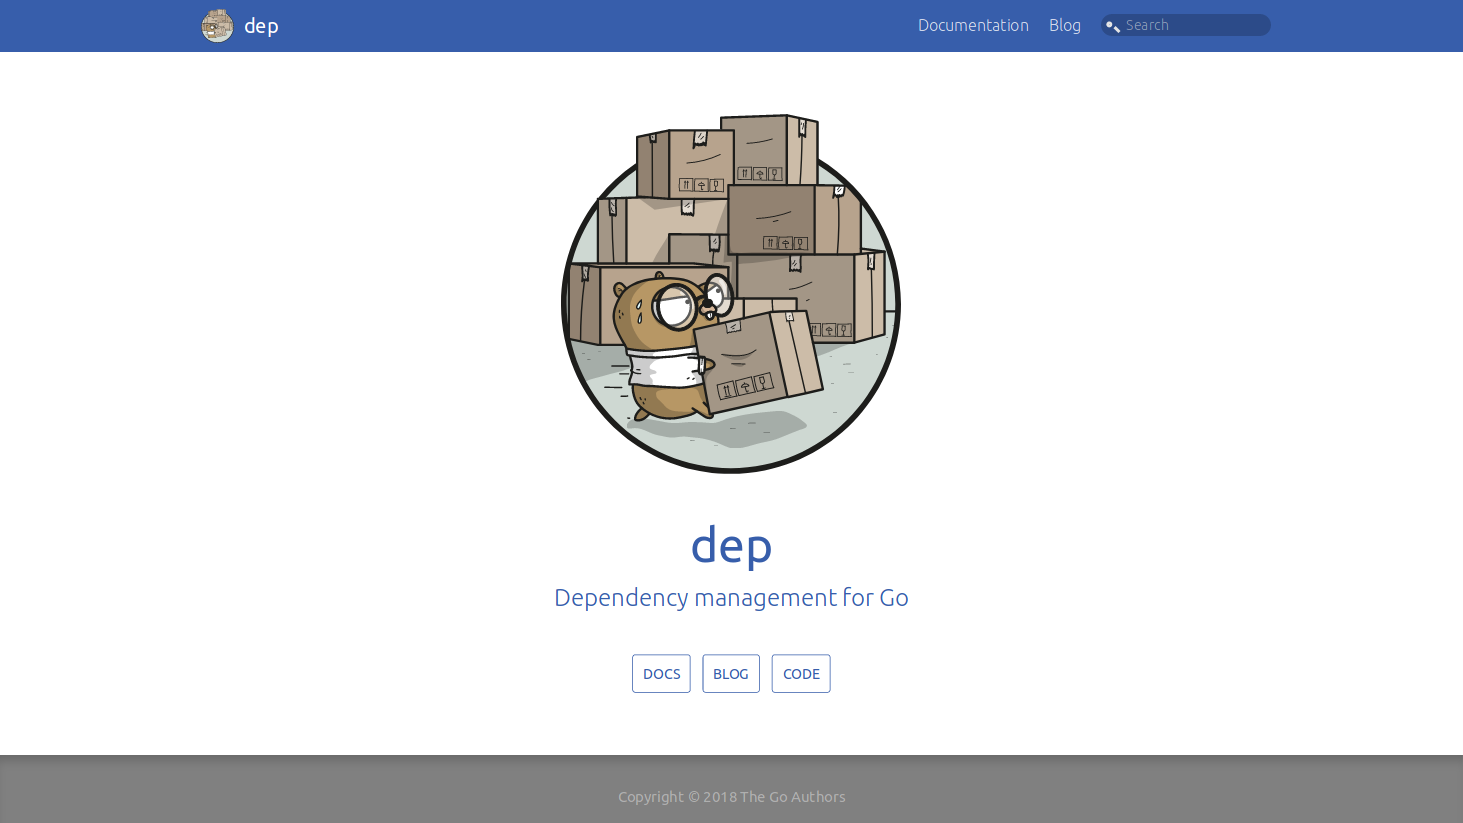 dep
Documentation
Blog
Search
dep
Dependency management for Go
DOCS
BLOG
CODE
Copyright © 2018 The Go Authors